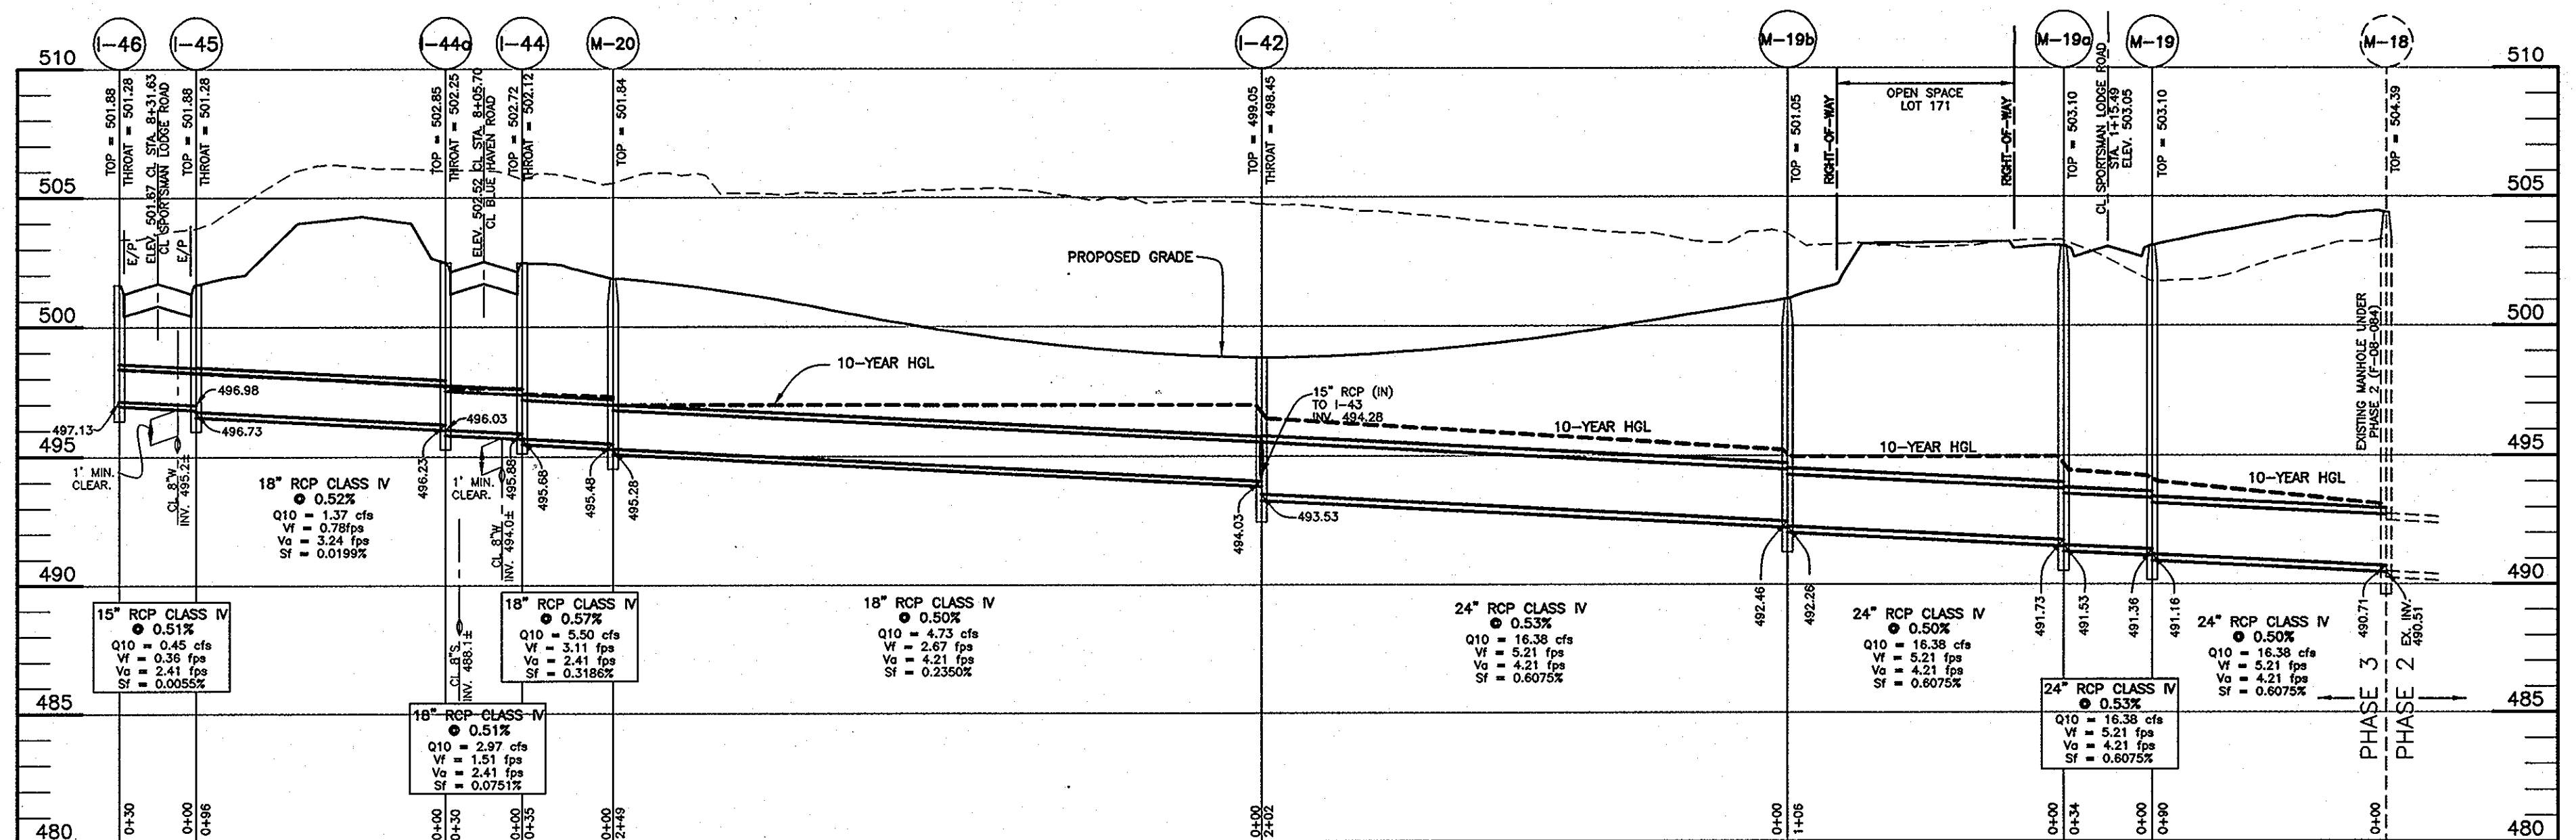 I-46
I-45
I-44a
I-44
M-20
I-42
M-19b
M-19a
M-19
M-18
510
510
TOP = 501.88
THROAT = 501.28
ELEV. 501.67 CL STA. 8+31.63
CL SPORTSMAN LODGE ROAD
TOP = 501.88
THROAT = 501.28
E/P
E/P
TOP = 502.85
THROAT = 502.25
ELEV. 502.52 CL STA. 8+05.70
CL BLUE HAVEN ROAD
TOP = 502.72
THROAT = 502.12
TOP = 501.84
TOP = 499.05
THROAT = 498.45
TOP = 501.05
RIGHT-OF-WAY
OPEN SPACE
LOT 171
RIGHT-OF-WAY
TOP = 503.10
CL SPORTSMAN LODGE ROAD
STA. 1+15.49
ELEV. 503.05
TOP = 503.10
TOP = 504.39
505
505
PROPOSED GRADE
500
500
EXISTING MANHOLE UNDER
PHASE 2 (F-08-084)
10-YEAR HGL
496.98
497.13
496.73
496.03
15" RCP (IN)
TO I-43
INV. 494.28
10-YEAR HGL
10-YEAR HGL
10-YEAR HGL
495
495
1' MIN.
CLEAR.
CL 8"W
INV. 495.2±
18" RCP CLASS IV
@ 0.52%
Q10 = 1.37 cfs
Vf = 0.78fps
Va = 3.24 fps
Sf = 0.0199%
496.23
1' MIN.
CLEAR.
CL 8"W
INV. 494.0±
495.88
495.68
495.48
495.28
494.03
493.53
492.46
492.26
491.73
491.53
491.36
491.16
490.71
EX. INV.
490.51
490
490
15" RCP CLASS IV
@ 0.51%
Q10 = 0.45 cfs
Vf = 0.36 fps
Va = 2.41 fps
Sf = 0.0055%
CL 8"S
INV. 488.1±
18" RCP CLASS IV
@ 0.57%
Q10 = 5.50 cfs
Vf = 3.11 fps
Va = 2.41 fps
Sf = 0.3186%
18" RCP CLASS IV
@ 0.50%
Q10 = 4.73 cfs
Vf = 2.67 fps
Va = 4.21 fps
Sf = 0.2350%
24" RCP CLASS IV
@ 0.53%
Q10 = 16.38 cfs
Vf = 5.21 fps
Va = 4.21 fps
Sf = 0.6075%
24" RCP CLASS IV
@ 0.50%
Q10 = 16.38 cfs
Vf = 5.21 fps
Va = 4.21 fps
Sf = 0.6075%
24" RCP CLASS IV
@ 0.50%
Q10 = 16.38 cfs
Vf = 5.21 fps
Va = 4.21 fps
Sf = 0.6075%
PHASE 3
PHASE 2
485
485
18" RCP CLASS IV
@ 0.51%
Q10 = 2.97 cfs
Vf = 1.51 fps
Va = 2.41 fps
Sf = 0.0751%
24" RCP CLASS IV
@ 0.53%
Q10 = 16.38 cfs
Vf = 5.21 fps
Va = 4.21 fps
Sf = 0.6075%
480
0+30
0+00
0+96
0+00
0+30
0+00
0+35
0+00
2+49
0+00
2+02
0+00
1+06
0+00
0+34
0+00
0+90
0+00
480